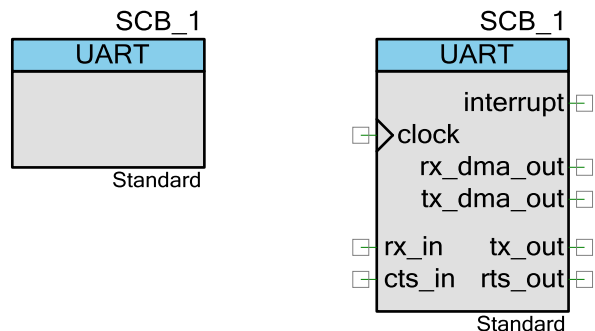 SCB_1
UART
Standard
SCB_1
UART
interrupt
clock
rx_dma_out
tx_dma_out
rx_in tx_out
cts_in rts_out
Standard